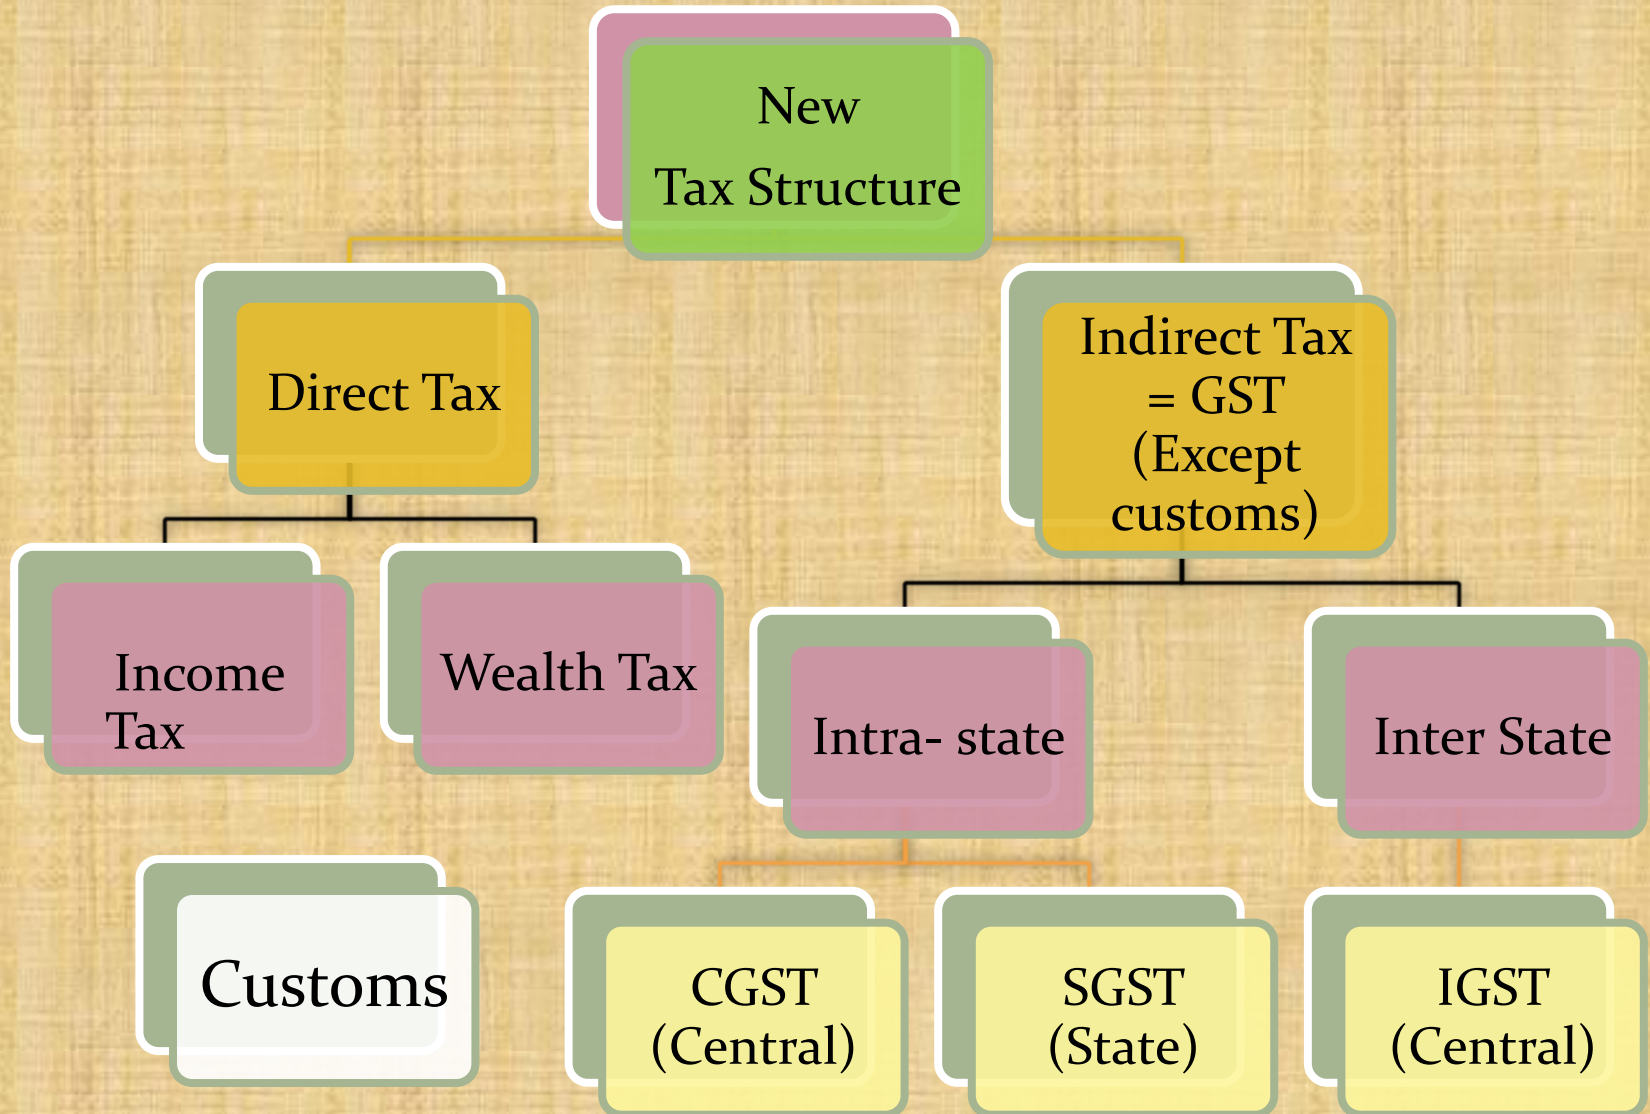 New
Tax Structure
Direct Tax
Indirect Tax
= GST
(Except
customs)
Income
Tax
Wealth Tax
Intra- state
Inter State
Customs
CGST
(Central)
SGST
(State)
IGST
(Central)